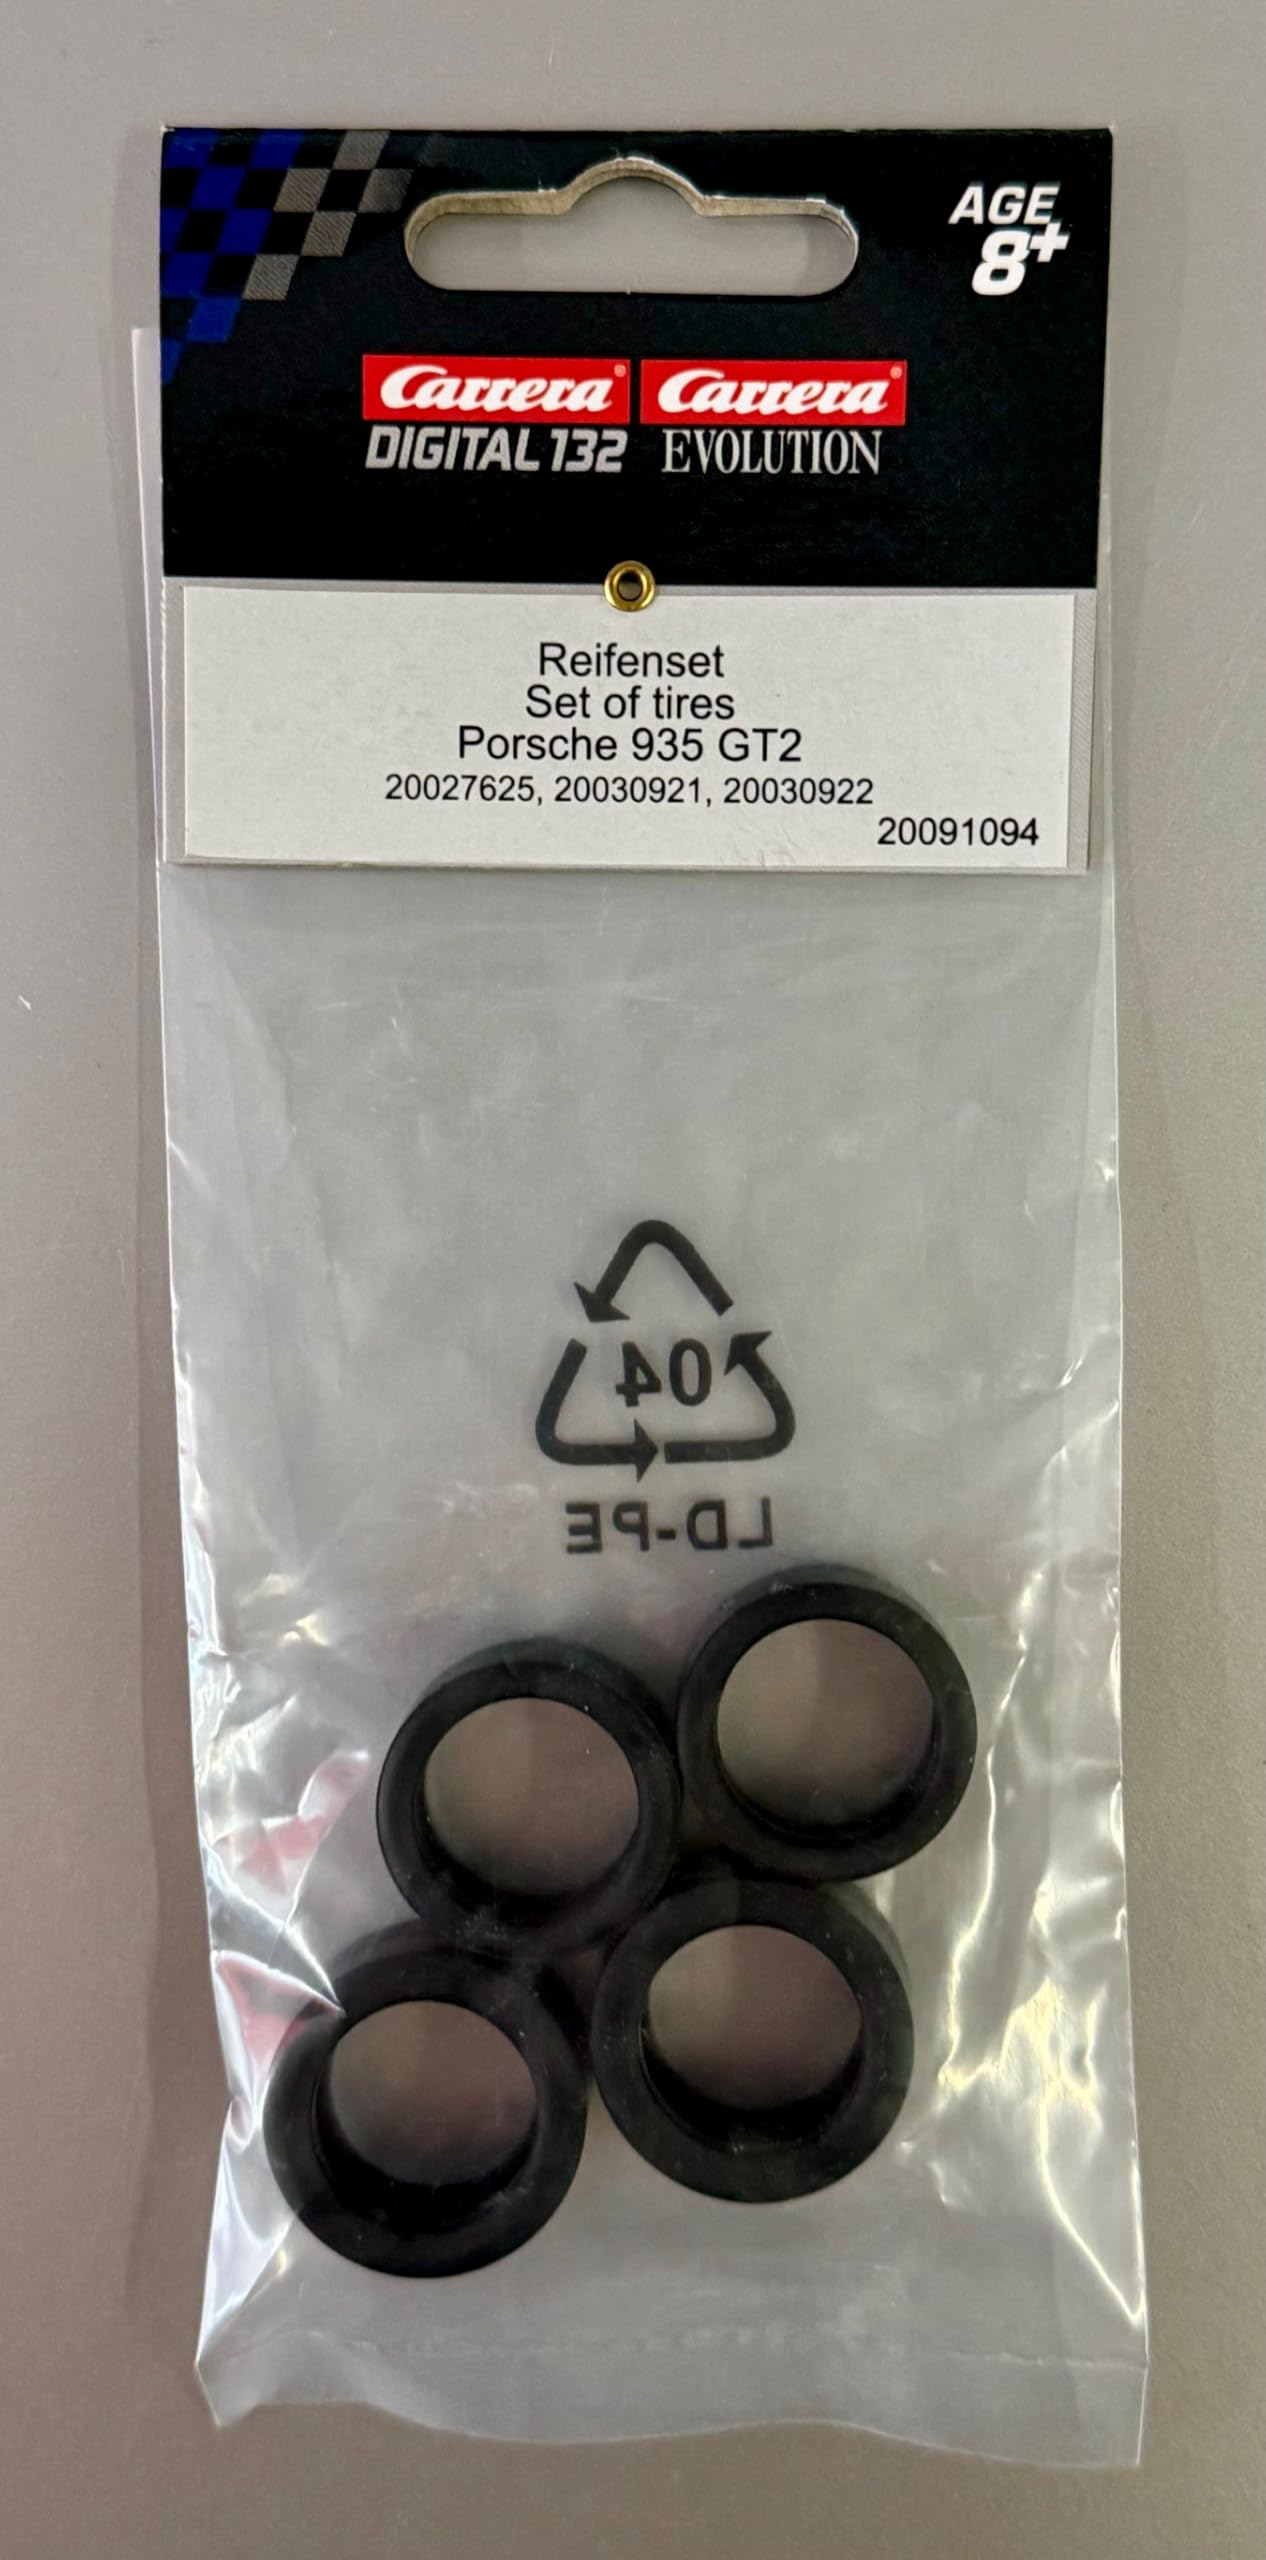 AGE
8+
Carrera® Carrera®
DIGITAL 132 EVOLUTION
Reifenset
Set of tires
Porsche 935 GT2
20027625, 20030921, 20030922
20091094
04
LD-PE